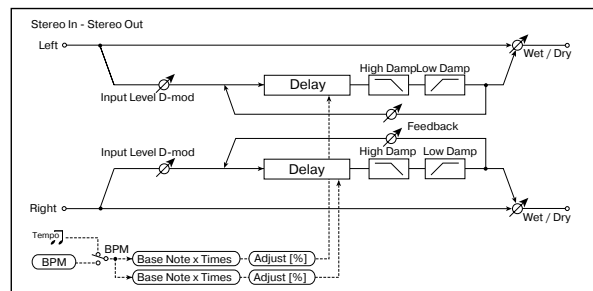 Stereo In - Stereo Out
Left
Wet / Dry
High Damp Low Damp
Delay
Input Level D-mod
Feedback
Input Level D-mod
High Damp Low Damp
Delay
Right
Wet / Dry
Tempo
BPM
BPM
Base Note x Times
Adjust [%]
Base Note x Times
Adjust [%]